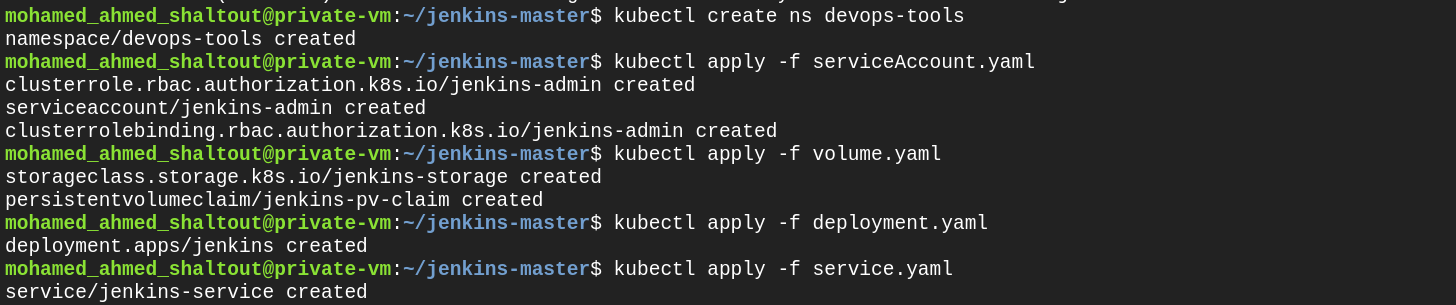 mohamed_ahmed_shaltout@private-vm:~/jenkins-master$ kubectl create ns devops-tools
namespace/devops-tools created
mohamed_ahmed_shaltout@private-vm:~/jenkins-master$ kubectl apply -f serviceAccount.yaml
clusterrole.rbac.authorization.k8s.io/jenkins-admin created
serviceaccount/jenkins-admin created
clusterrolebinding.rbac.authorization.k8s.io/jenkins-admin created
mohamed_ahmed_shaltout@private-vm:~/jenkins-master$ kubectl apply -f volume.yaml
storageclass.storage.k8s.io/jenkins-storage created
persistentvolumeclaim/jenkins-pv-claim created
mohamed_ahmed_shaltout@private-vm:~/jenkins-master$ kubectl apply -f deployment.yaml
deployment.apps/jenkins created
mohamed_ahmed_shaltout@private-vm:~/jenkins-master$ kubectl apply -f service.yaml
service/jenkins-service created